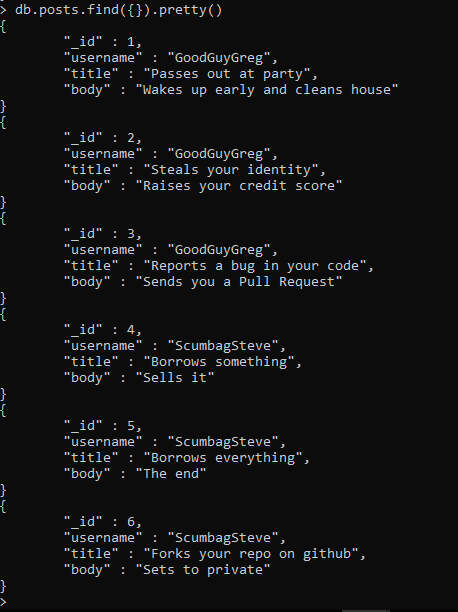 > db.posts.find({}).pretty()
{
        "_id" : 1,
        "username" : "GoodGuyGreg",
        "title" : "Passes out at party",
        "body" : "Wakes up early and cleans house"
}
{
        "_id" : 2,
        "username" : "GoodGuyGreg",
        "title" : "Steals your identity",
        "body" : "Raises your credit score"
}
{
        "_id" : 3,
        "username" : "GoodGuyGreg",
        "title" : "Reports a bug in your code",
        "body" : "Sends you a Pull Request"
}
{
        "_id" : 4,
        "username" : "ScumbagSteve",
        "title" : "Borrows something",
        "body" : "Sells it"
}
{
        "_id" : 5,
        "username" : "ScumbagSteve",
        "title" : "Borrows everything",
        "body" : "The end"
}
{
        "_id" : 6,
        "username" : "ScumbagSteve",
        "title" : "Forks your repo on github",
        "body" : "Sets to private"
}
>